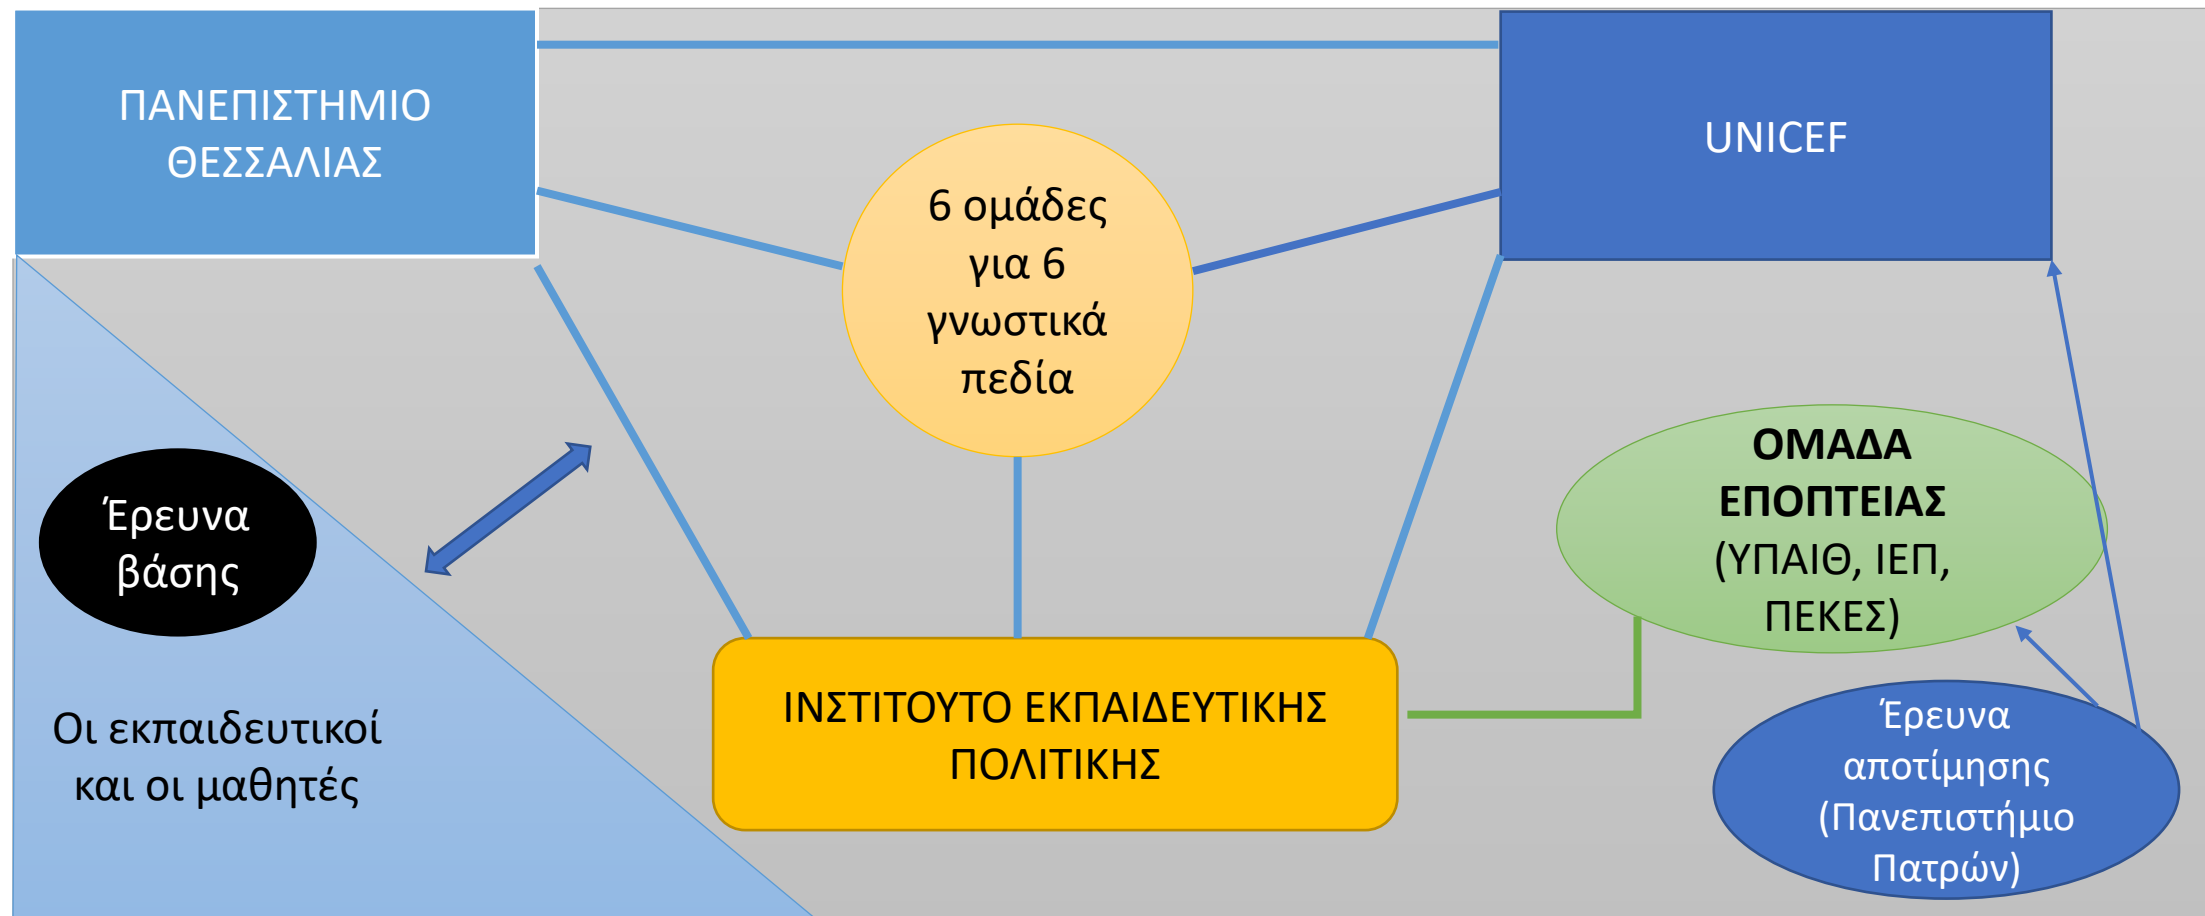 ΠΑΝΕΠΙΣΤΗΜΙΟ
ΘΕΣΣΑΛΙΑΣ
UNICEF
6 ομάδες
για 6
γνωστικά
πεδία
ΟΜΑΔΑ
ΕΠΟΠΤΕΙΑΣ
(ΥΠΑΙΘ, ΙΕΠ,
ΠΕΚΕΣ)
Έρευνα
βάσης
Οι εκπαιδευτικοί
και οι μαθητές
ΙΝΣΤΙΤΟΥΤΟ ΕΚΠΑΙΔΕΥΤΙΚΗΣ
ΠΟΛΙΤΙΚΗΣ
Έρευνα
αποτίμησης
(Πανεπιστήμιο
Πατρών)